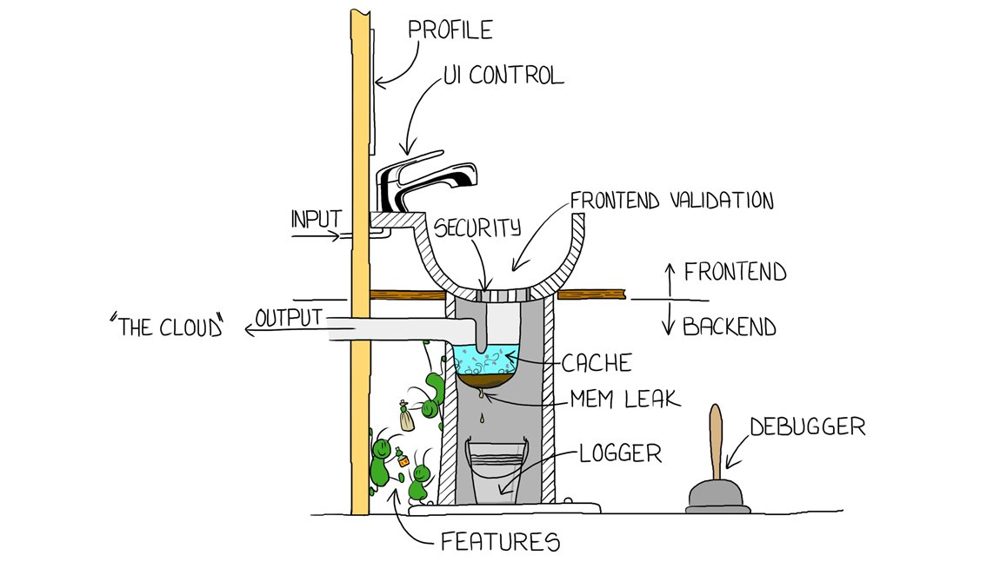 PROFILE
UI CONTROL
FRONTEND VALIDATION
INPUT
SECURITY
FRONTEND
"THE CLOUD"
OUTPUT
BACKEND
CACHE
MEM LEAK
DEBUGGER
LOGGER
FEATURES